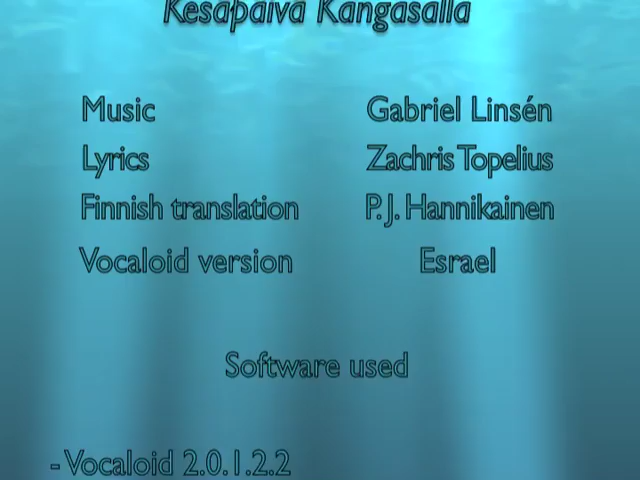 Kesäpäivä Kangasalla
Music Gabriel Linsén
Lyrics Zachris Topelius
Finnish translation P. J. Hannikainen
Vocaloid version Esrael
Software used
- Vocaloid 2.0.1.2.2